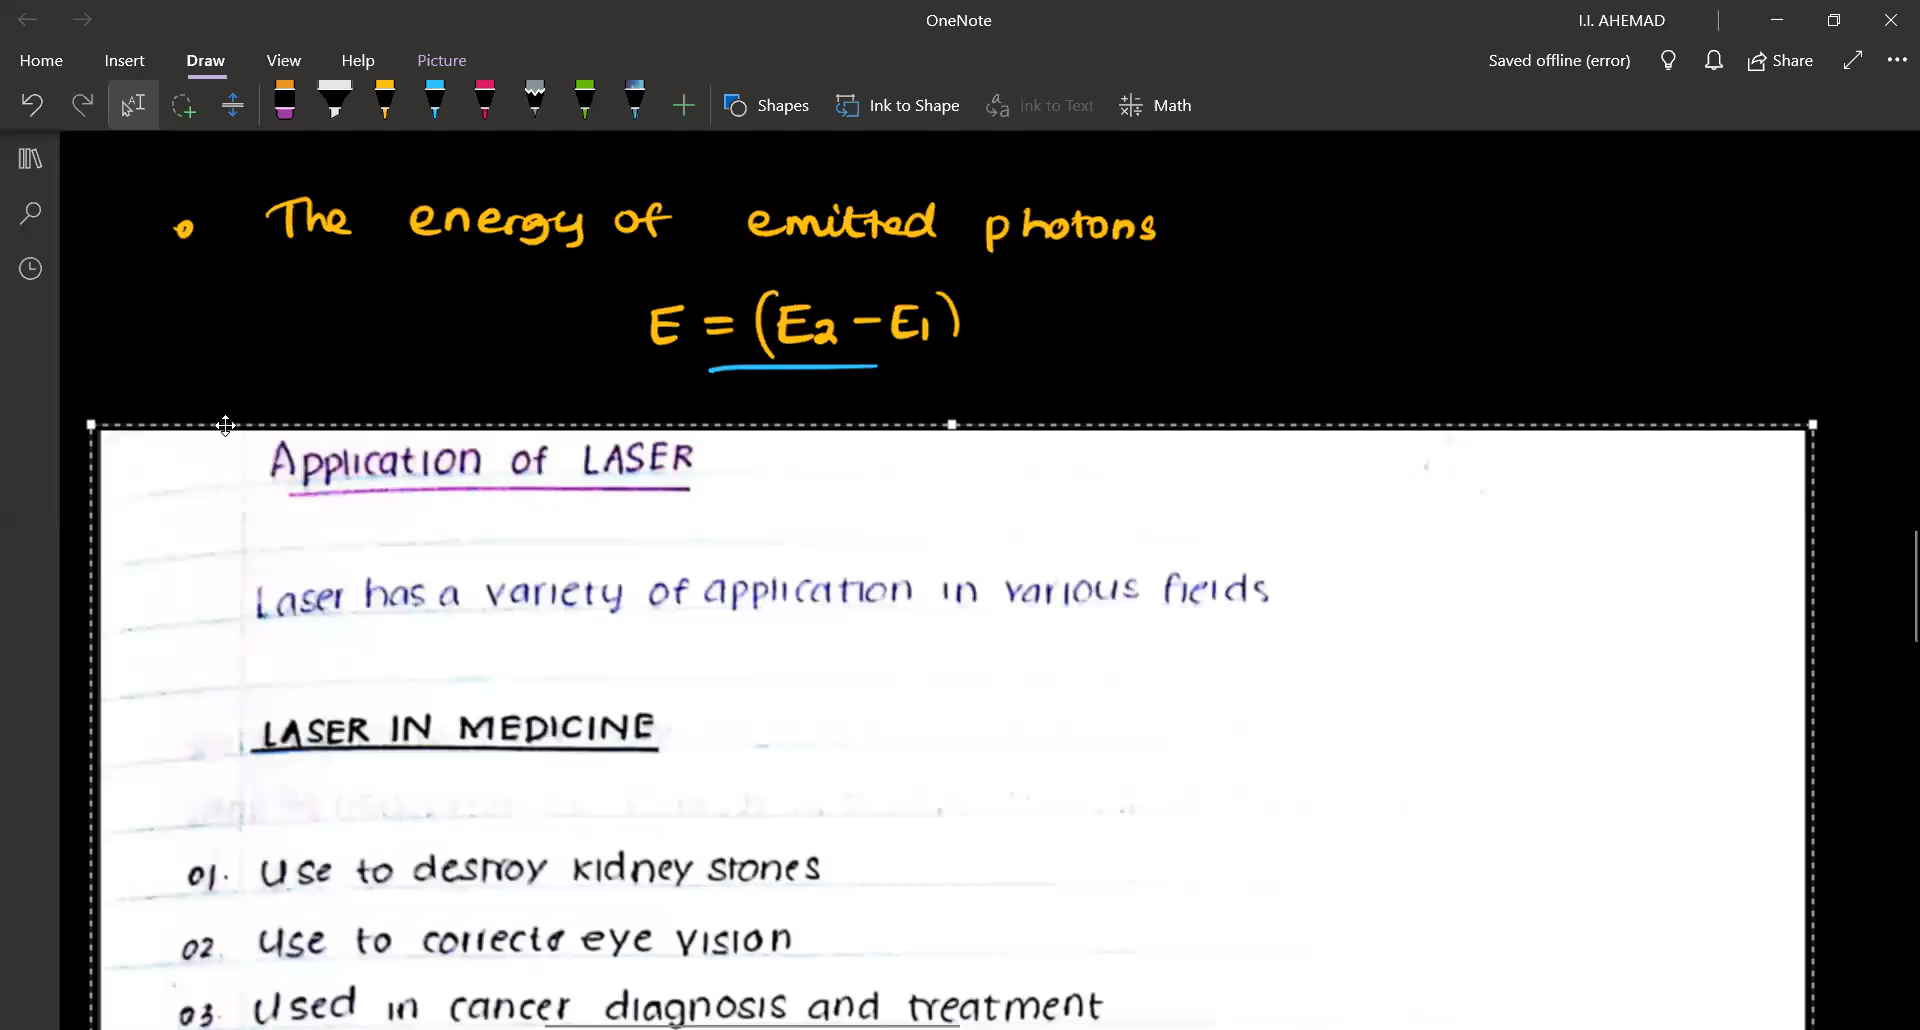 OneNote
I.I. AHEMAD
Home Insert Draw View Help Picture
Saved offline (error) Share
Shapes Ink to Shape Ink to Text Math
The energy of emitted photons
E = (E2 - E1)
Application of LASER
Laser has a variety of application in various fields
LASER IN MEDICINE
01. Use to destroy kidney stones
02. Use to eye vision
03. Used in cancer diagnosis and treatment